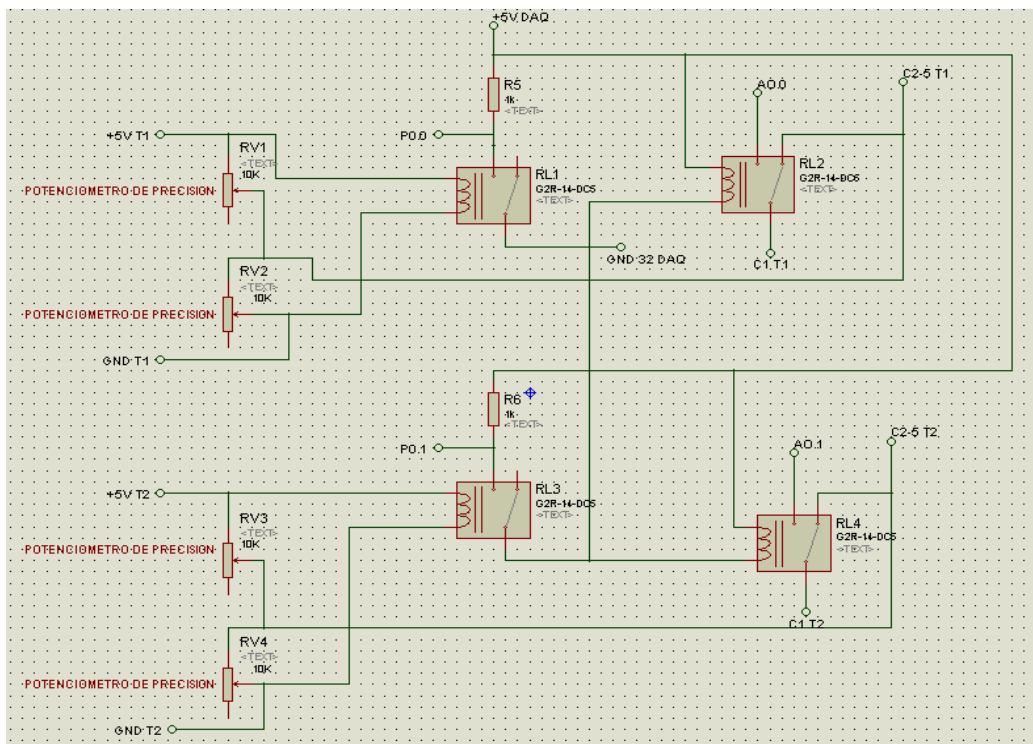 +5V DAQ
R5
1k
<TEXT>
C2-5 T1
AO.0
P0.0
+5V T1
RV1
<TEXT>
10K
POTENCIOMETRO DE PRECISION
RL1
G2R-14-DC5
<TEXT>
RL2
G2R-14-DC5
<TEXT>
GND 32 DAQ
C1 T1
RV2
<TEXT>
10K
POTENCIOMETRO DE PRECISION
GND T1
R6
1k
<TEXT>
C2-5 T2
AO.1
P0.1
+5V T2
RL3
G2R-14-DC5
<TEXT>
RV3
<TEXT>
10K
POTENCIOMETRO DE PRECISION
RL4
G2R-14-DC5
<TEXT>
C1 T2
RV4
<TEXT>
10K
POTENCIOMETRO DE PRECISION
GND T2